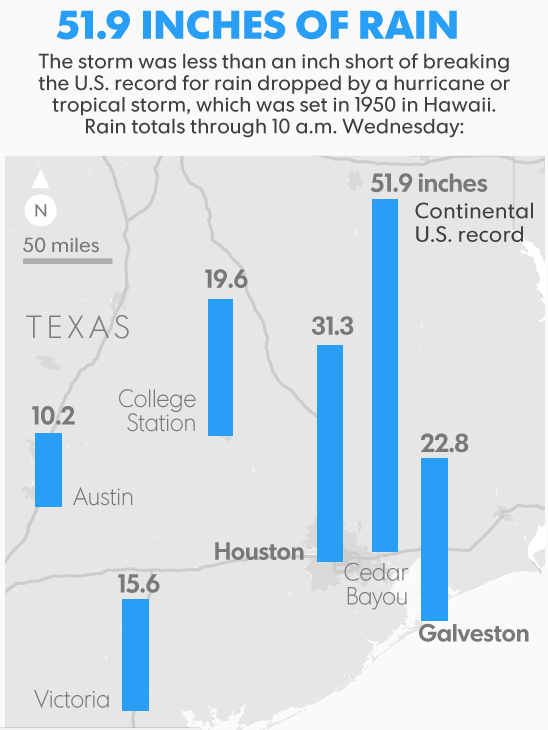 51.9 INCHES OF RAIN
The storm was less than an inch short of breaking
the U.S. record for rain dropped by a hurricane or
tropical storm, which was set in 1950 in Hawaii.
Rain totals through 10 a.m. Wednesday:
51.9 inches
Continental
U.S. record
N
50 miles
19.6
TEXAS
31.3
College
Station
10.2
22.8
Austin
Houston
Cedar
Bayou
15.6
Galveston
Victoria